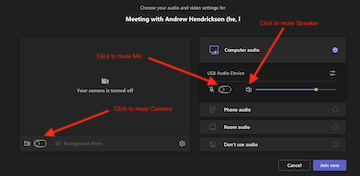 Choose your audio and video settings for
Meeting with Andrew Hendrickson (he, l
Click to mute Speaker
Computer audio
Click to mute Mic
USB Audio Device
Your camera is turned off
Click to mute Camera
Phone audio
Room audio
Background filters
Don't use audio
Cancel
Join now